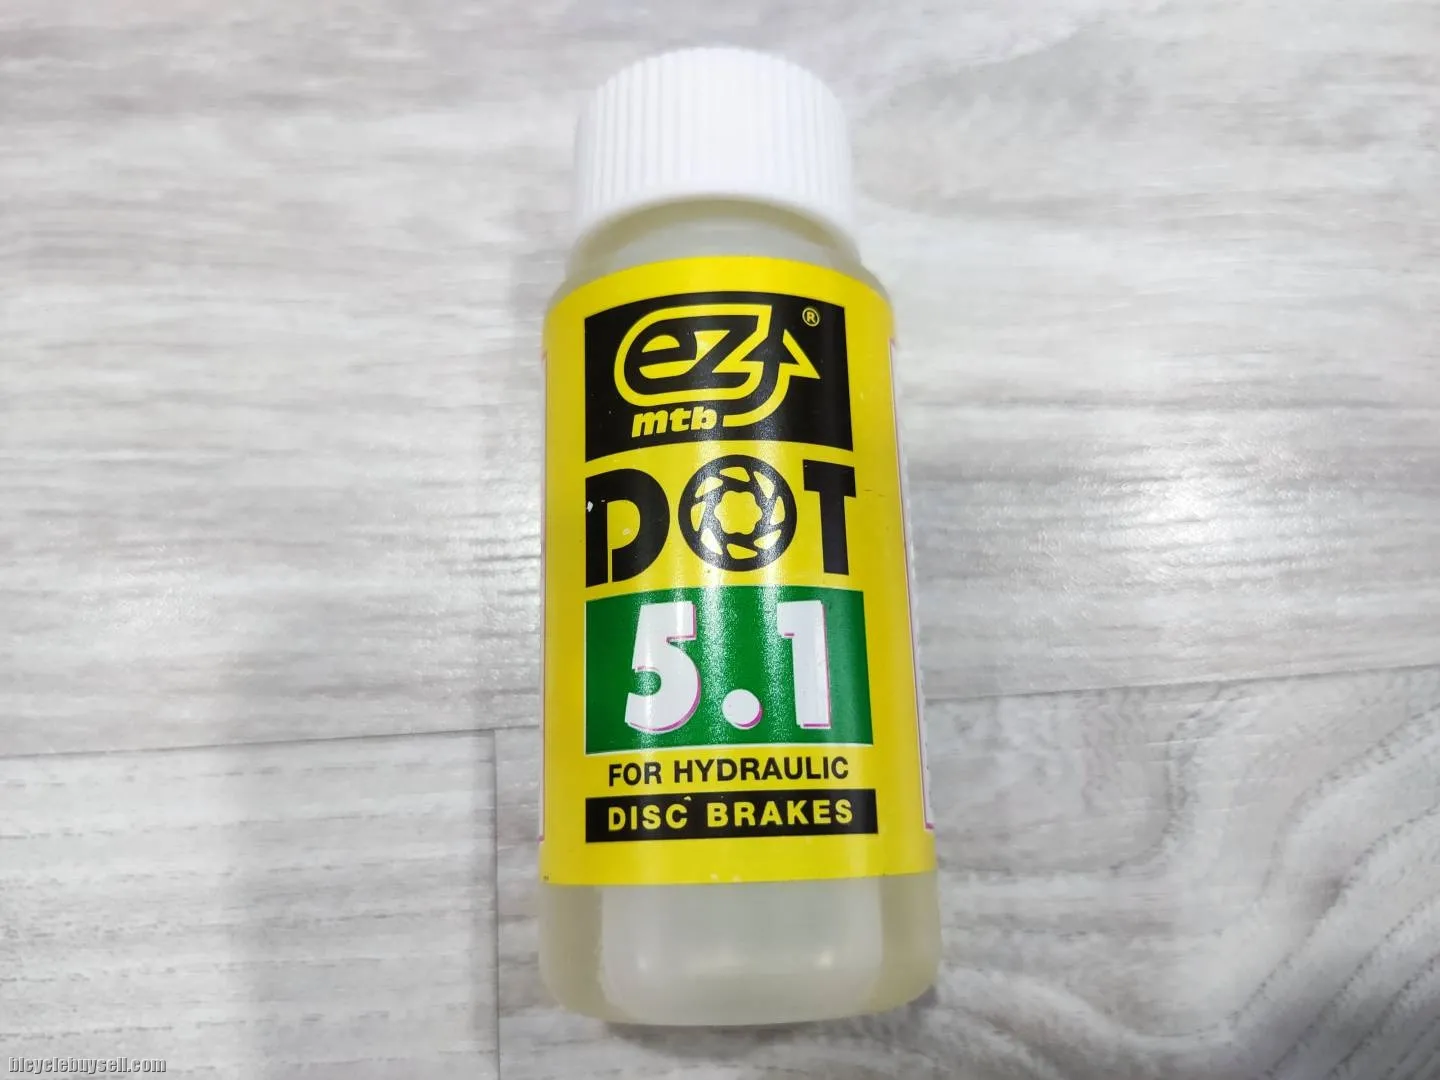 ez®
mtb
DOT
5.1
FOR HYDRAULIC
DISC BRAKES
bicyclebuysell.com